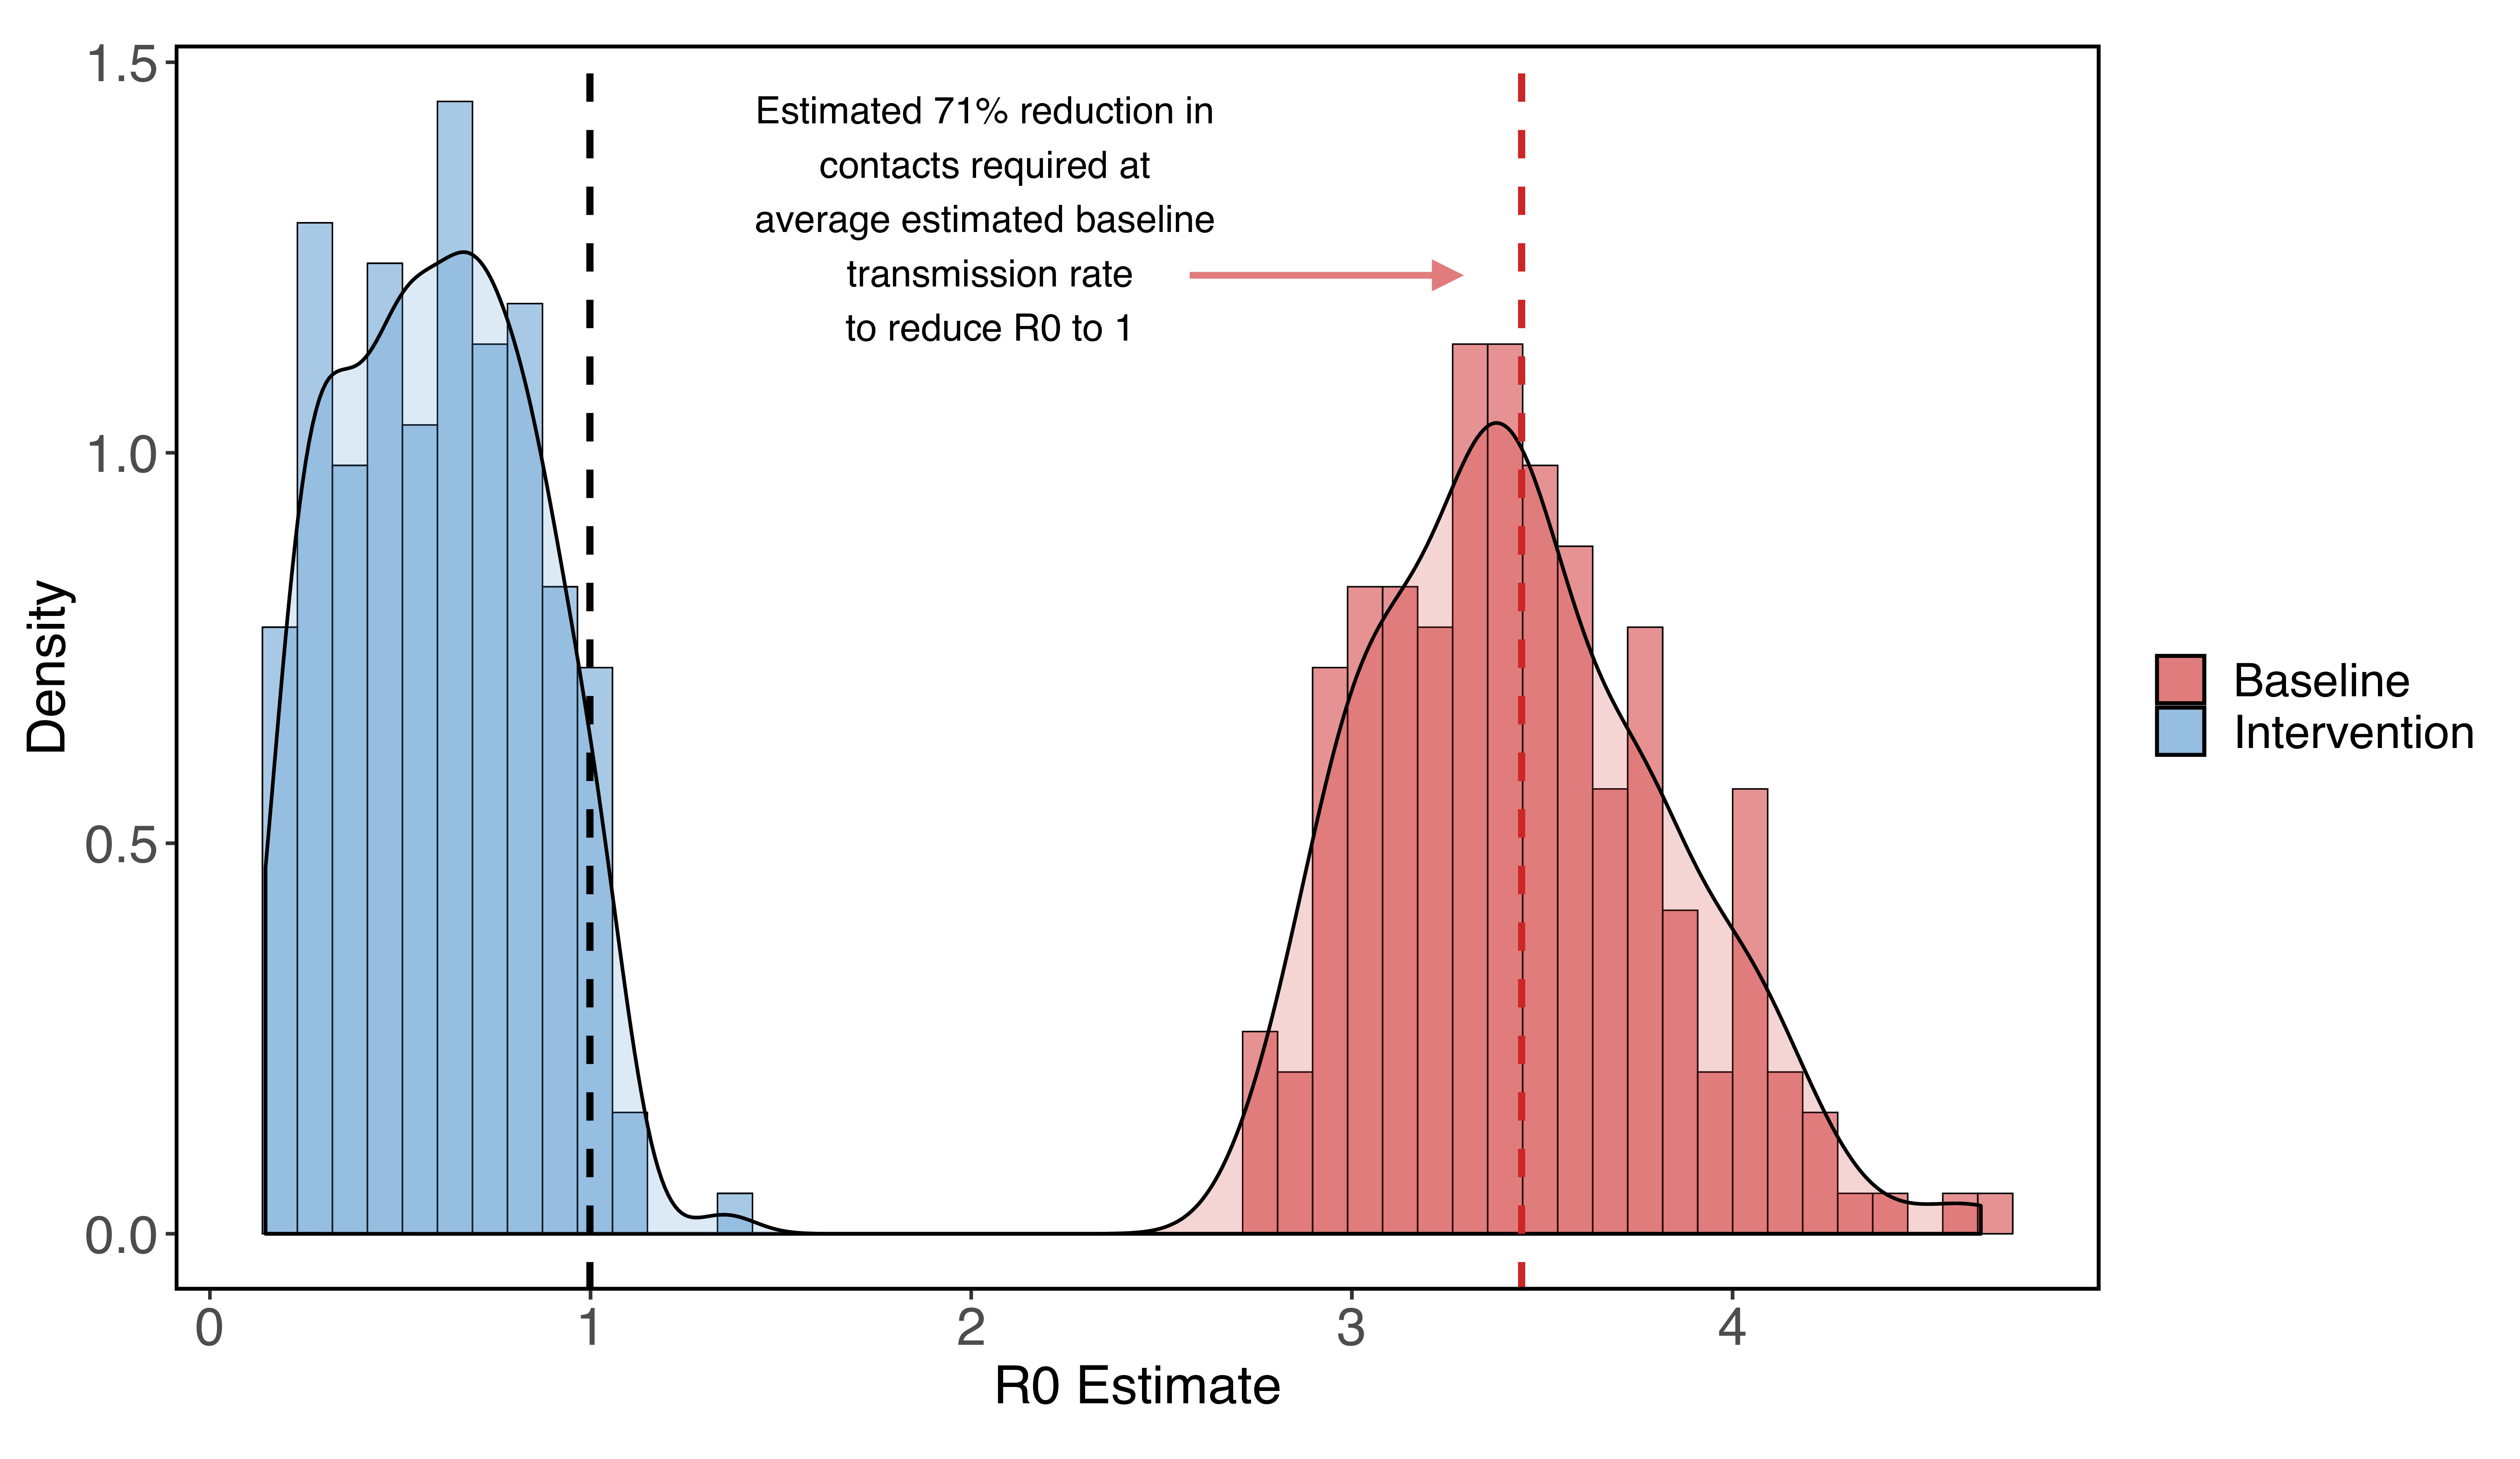 1.5
1.0
0.5
0.0
Density
Estimated 71% reduction in
contacts required at
average estimated baseline
transmission rate
to reduce R0 to 1
0 1 2 3 4
R0 Estimate
Baseline
Intervention